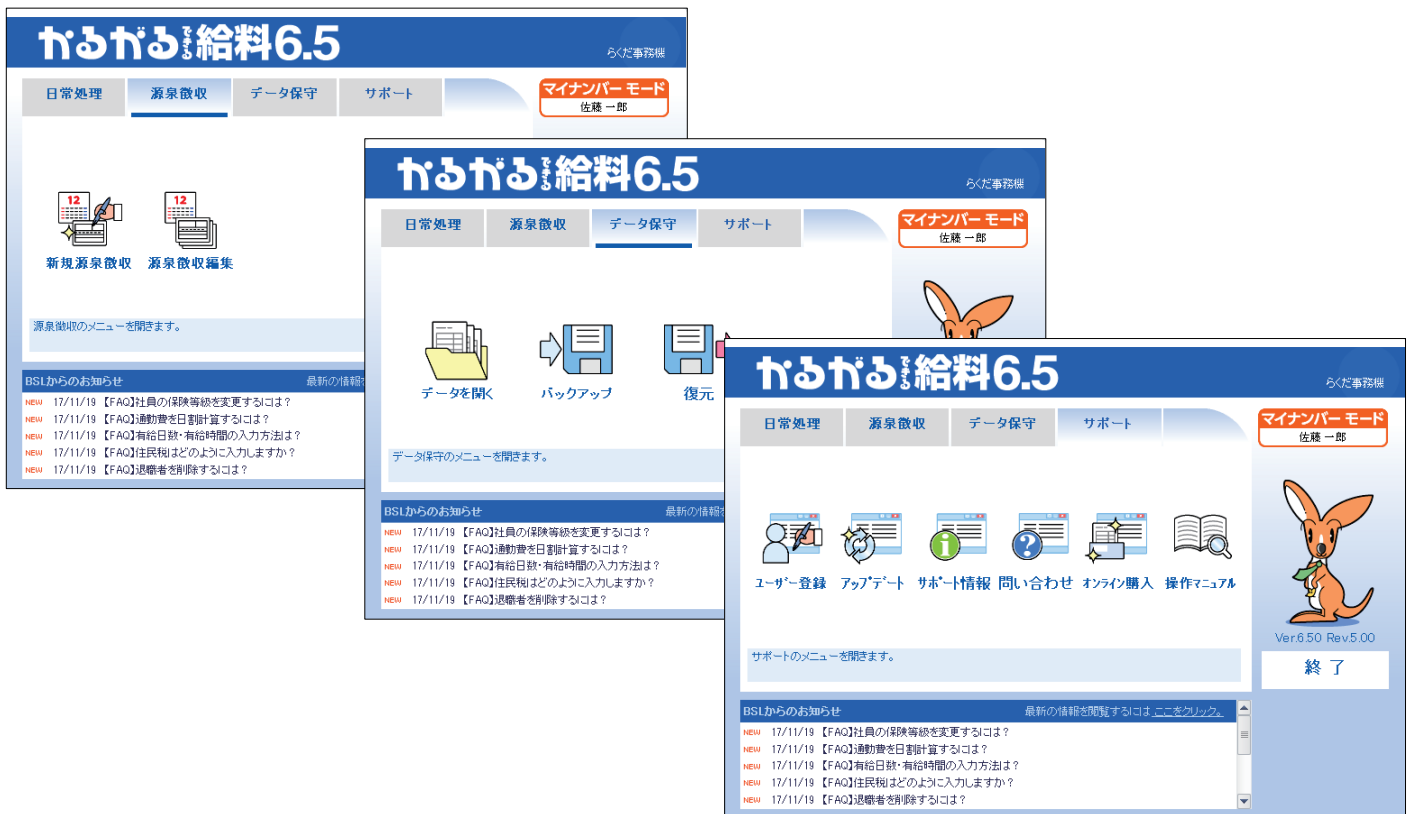 かるがるできる給料6.5
らくだ事務機
日常処理 源泉徴収 データ保守 サポート
マイナンバー モード
佐藤 一郎
新規源泉徴収 源泉徴収編集
源泉徴収のメニューを開きます。
BSLからのお知らせ 最新の情報
NEW 17/11/19 【FAQ】社員の保険等級を変更するには？
NEW 17/11/19 【FAQ】通勤費を日割計算するには？
NEW 17/11/19 【FAQ】有給日数・有給時間の入力方法は？
NEW 17/11/19 【FAQ】住民税はどのように入力しますか？
NEW 17/11/19 【FAQ】退職者を削除するには？
かるがるできる給料6.5
らくだ事務機
日常処理 源泉徴収 データ保守 サポート
マイナンバー モード
佐藤 一郎
データを開く バックアップ 復元
データ保守のメニューを開きます。
BSLからのお知らせ 最新の情報
NEW 17/11/19 【FAQ】社員の保険等級を変更するには？
NEW 17/11/19 【FAQ】通勤費を日割計算するには？
NEW 17/11/19 【FAQ】有給日数・有給時間の入力方法は？
NEW 17/11/19 【FAQ】住民税はどのように入力しますか？
NEW 17/11/19 【FAQ】退職者を削除するには？
かるがるできる給料6.5
らくだ事務機
日常処理 源泉徴収 データ保守 サポート
マイナンバー モード
佐藤 一郎
ユーザー登録 アップデート サポート情報 問い合わせ オンライン購入 操作マニュアル
Ver.6.50 Rev.5.00
サポートのメニューを開きます。
終了
BSLからのお知らせ 最新の情報を閲覧するには ここをクリック。
NEW 17/11/19 【FAQ】社員の保険等級を変更するには？
NEW 17/11/19 【FAQ】通勤費を日割計算するには？
NEW 17/11/19 【FAQ】有給日数・有給時間の入力方法は？
NEW 17/11/19 【FAQ】住民税はどのように入力しますか？
NEW 17/11/19 【FAQ】退職者を削除するには？